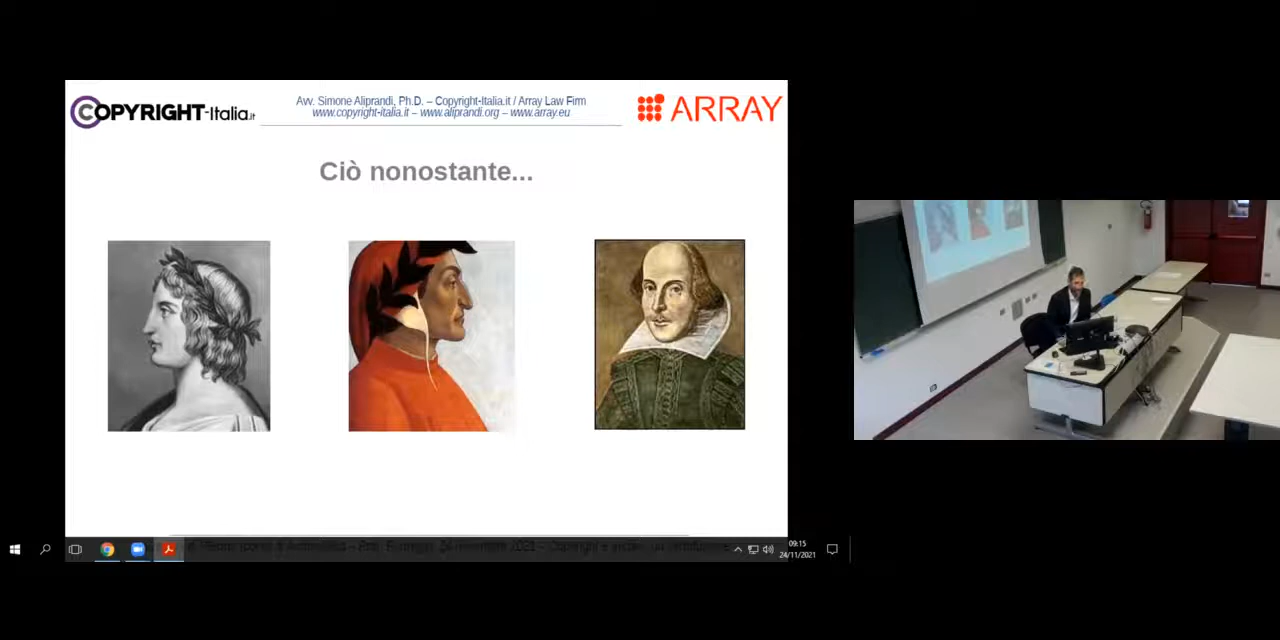 COPYRIGHT-Italia.it
Avv. Simone Aliprandi, Ph.D. – Copyright-Italia.it / Array Law Firm
www.copyright-italia.it – www.aliprandi.org – www.array.eu
ARRAY
Ciò nonostante...
09:15
24/11/2021